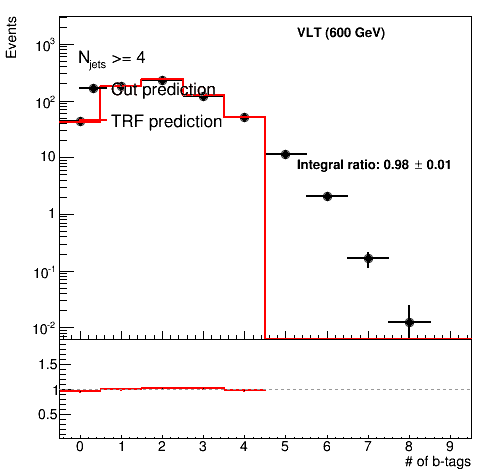 Events
VLT (600 GeV)
N_jets >= 4
Cut prediction
TRF prediction
Integral ratio: 0.98 ± 0.01
10^3
10^2
10
1
10^-1
10^-2
1.5
1
0.5
0 1 2 3 4 5 6 7 8 9
# of b-tags